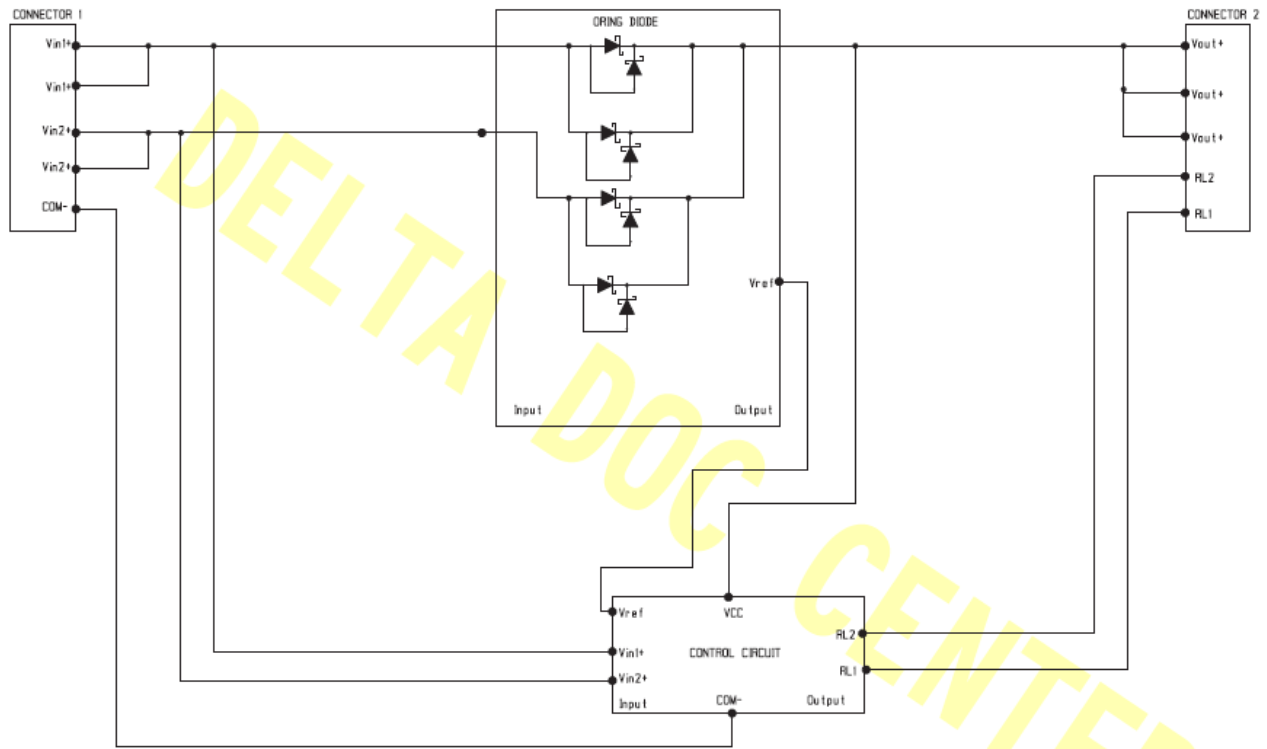 CONNECTOR 1
Vin1+
Vin1+
Vin2+
Vin2+
COM-
ORING DIODE
Vref
Input
Output
CONNECTOR 2
Vout+
Vout+
Vout+
RL2
RL1
Vref
VCC
RL2
Vin1+
CONTROL CIRCUIT
RL1
Vin2+
Input
COM-
Output
DELTA DOC CENTER